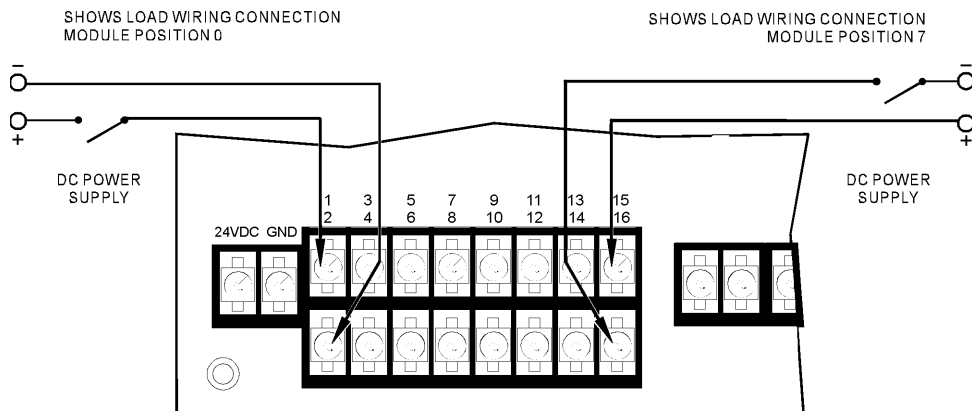 SHOWS LOAD WIRING CONNECTION
MODULE POSITION 0
SHOWS LOAD WIRING CONNECTION
MODULE POSITION 7
−
+
−
+
DC POWER
SUPPLY
DC POWER
SUPPLY
1 3 5 7 9 11 13 15
2 4 6 8 10 12 14 16
24VDC GND